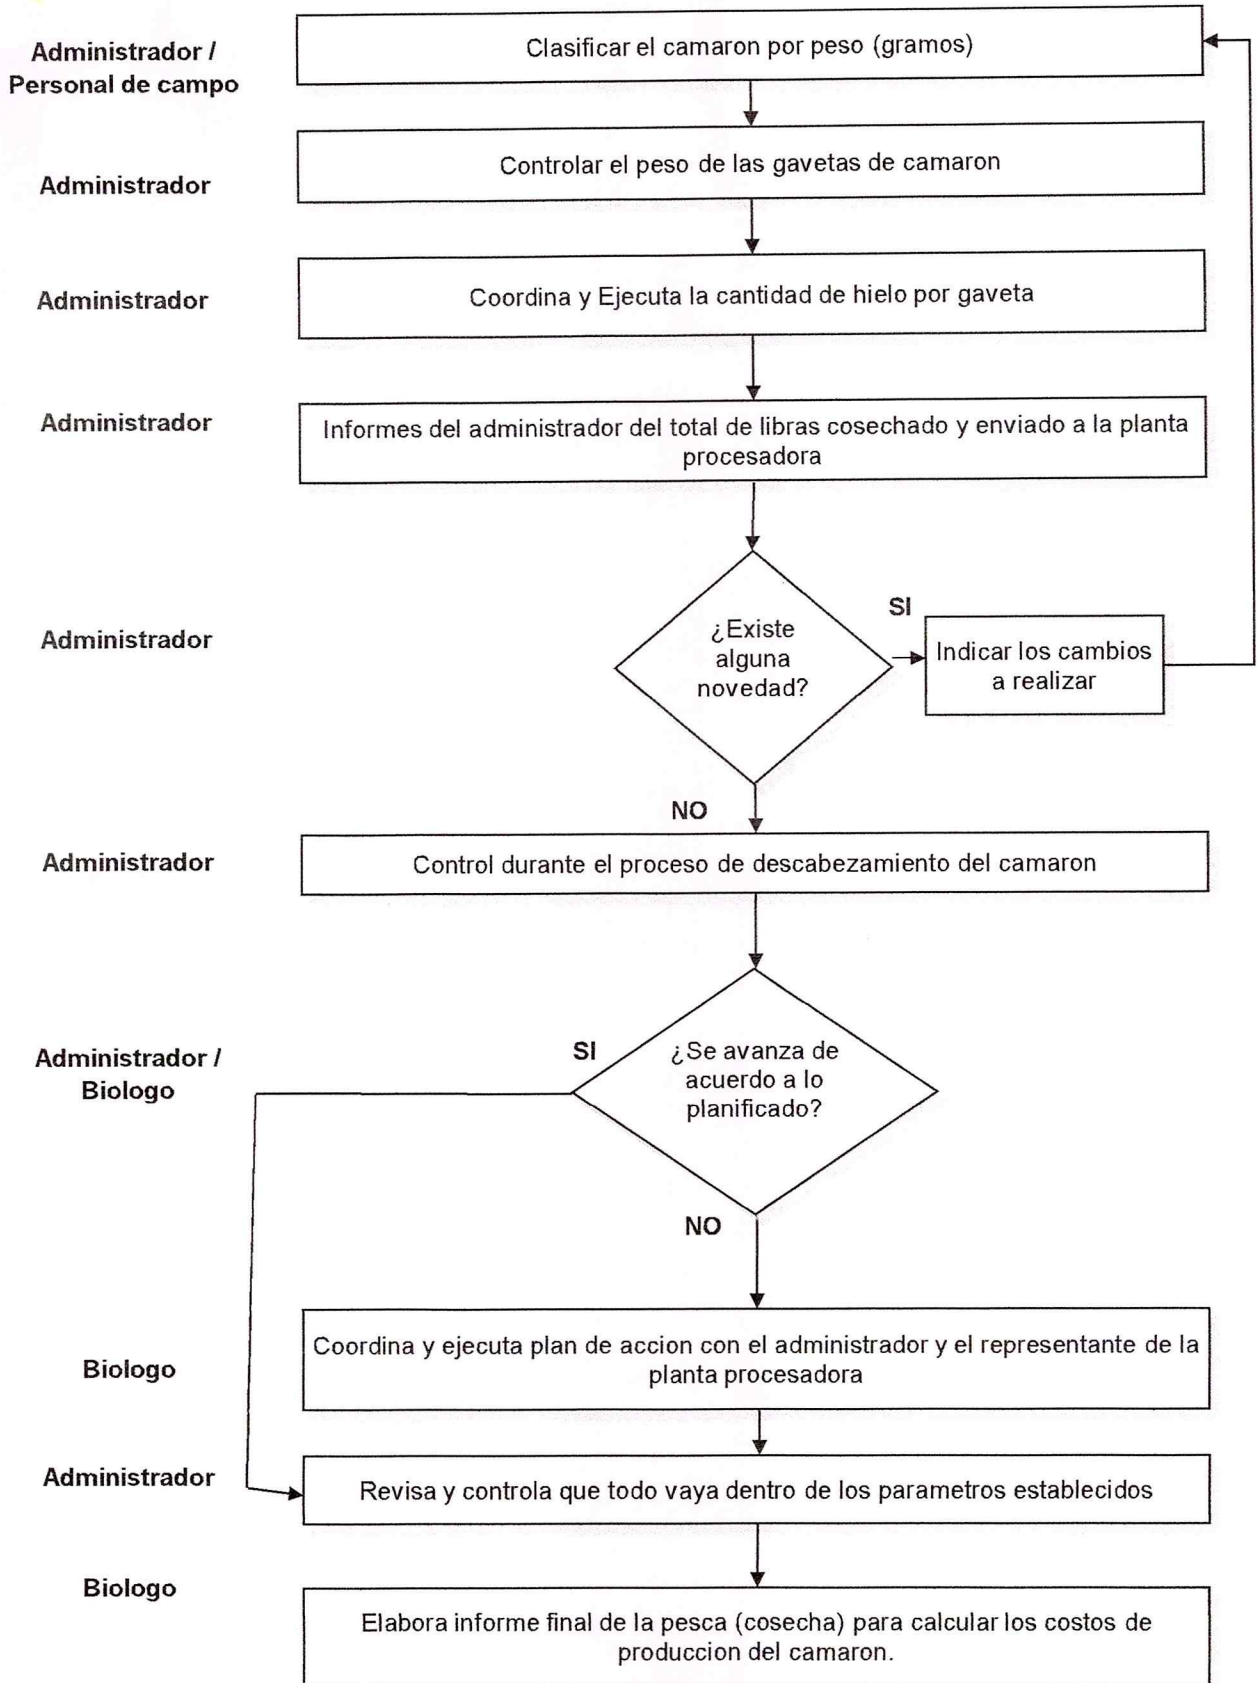 Administrador /
Personal de campo
Clasificar el camaron por peso (gramos)
Administrador
Controlar el peso de las gavetas de camaron
Administrador
Coordina y Ejecuta la cantidad de hielo por gaveta
Administrador
Informes del administrador del total de libras cosechado y enviado a la planta
procesadora
Administrador
¿Existe
alguna
novedad?
SI
Indicar los cambios
a realizar
NO
Administrador
Control durante el proceso de descabezamiento del camaron
Administrador /
Biologo
SI
¿Se avanza de
acuerdo a lo
planificado?
NO
Biologo
Coordina y ejecuta plan de accion con el administrador y el representante de la
planta procesadora
Administrador
Revisa y controla que todo vaya dentro de los parametros establecidos
Biologo
Elabora informe final de la pesca (cosecha) para calcular los costos de
produccion del camaron.